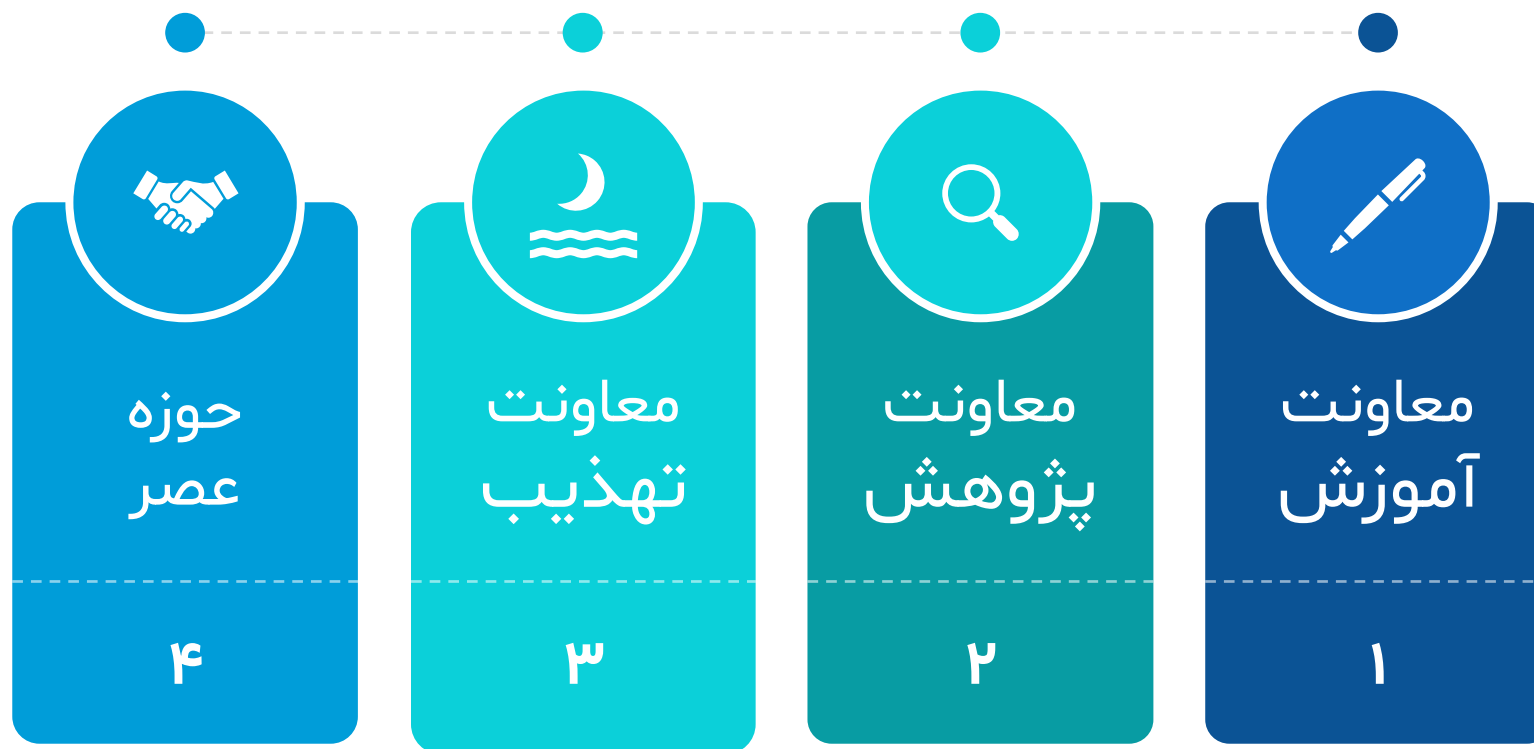 معاونت
آموزش
۱
معاونت
پژوهش
۲
معاونت
تهذیب
۳
حوزه
عصر
۴